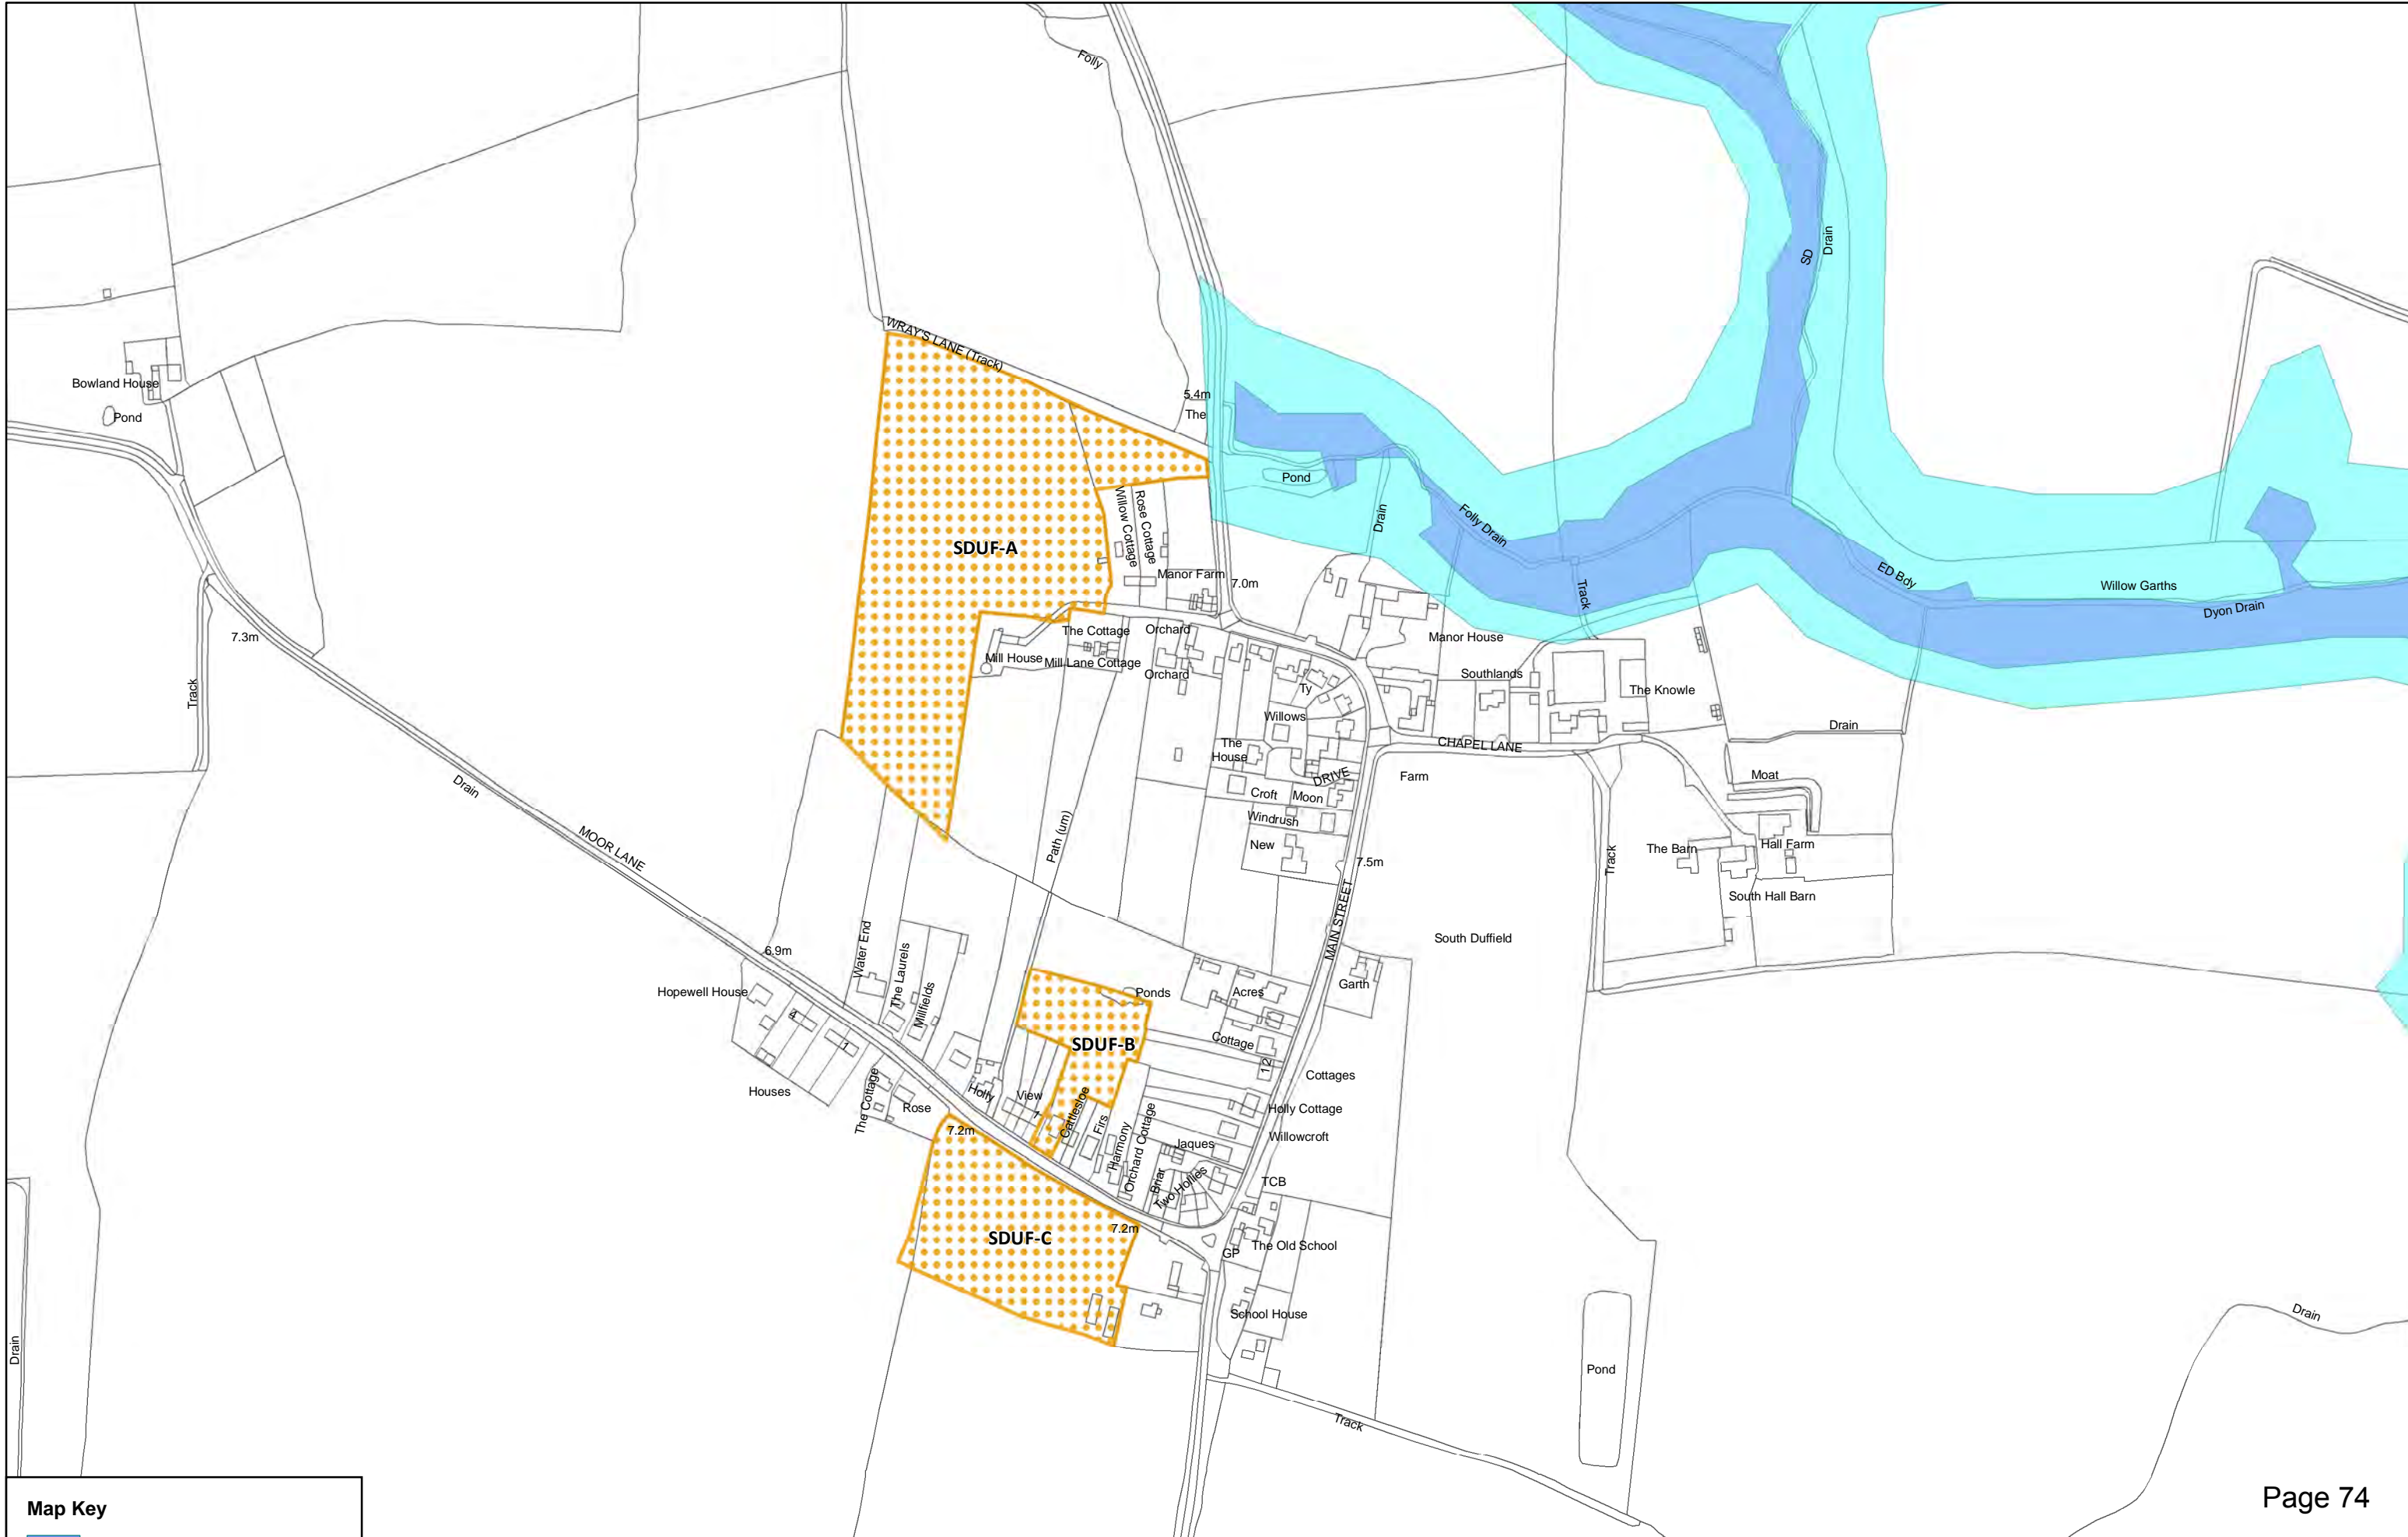 Folly
SD
Drain
WRAY'S LANE (Track)
Bowland House
Pond
5.4m
The
Pond
Willow Cottage
Rose Cottage
Drain
Folly Drain
SDUF-A
Manor Farm
7.0m
Track
ED Bdy
Willow Garths
Dyon Drain
7.3m
Track
The Cottage
Orchard
Mill House
Mill Lane Cottage
Orchard
Manor House
Southlands
The Knowle
Ty
Willows
The
House
CHAPEL LANE
Drain
DRIVE
Farm
Moat
Croft
Moon
Windrush
New
7.5m
Drain
MOOR LANE
Path (um)
Track
The Barn
Hall Farm
South Hall Barn
MAIN STREET
South Duffield
6.9m
Water End
The Laurels
Millfields
Hopewell House
4
1
Houses
Ponds
Acres
Garth
SDUF-B
Cottage
12
Cottages
The Cottage
Rose
Holly
View
1
Cattlesloe
Firs
Harmony
Orchard Cottage
Holly Cottage
Willowcroft
Jaques
Briar
Two Hollies
TCB
7.2m
SDUF-C
7.2m
GP
The Old School
School House
Drain
Drain
Pond
Track
Map Key
Page 74